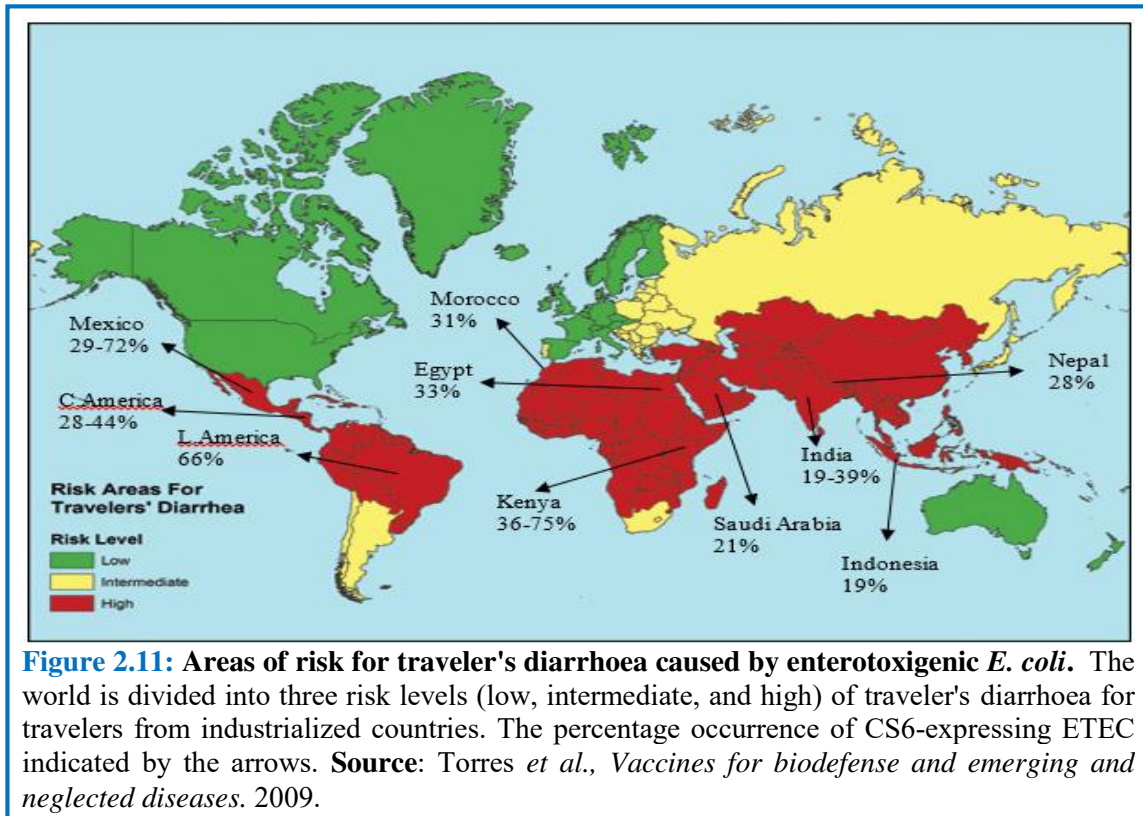 Morocco
31%
Mexico
29-72%
Egypt
33%
Nepal
28%
C.America
28-44%
L.America
66%
India
19-39%
Kenya
36-75%
Saudi Arabia
21%
Indonesia
19%
Risk Areas For
Travelers' Diarrhea
Risk Level
Low
Intermediate
High
Figure 2.11: Areas of risk for traveler's diarrhoea caused by enterotoxigenic E. coli. The
world is divided into three risk levels (low, intermediate, and high) of traveler's diarrhoea for
travelers from industrialized countries. The percentage occurrence of CS6-expressing ETEC
indicated by the arrows. Source: Torres et al., Vaccines for biodefense and emerging and
neglected diseases. 2009.